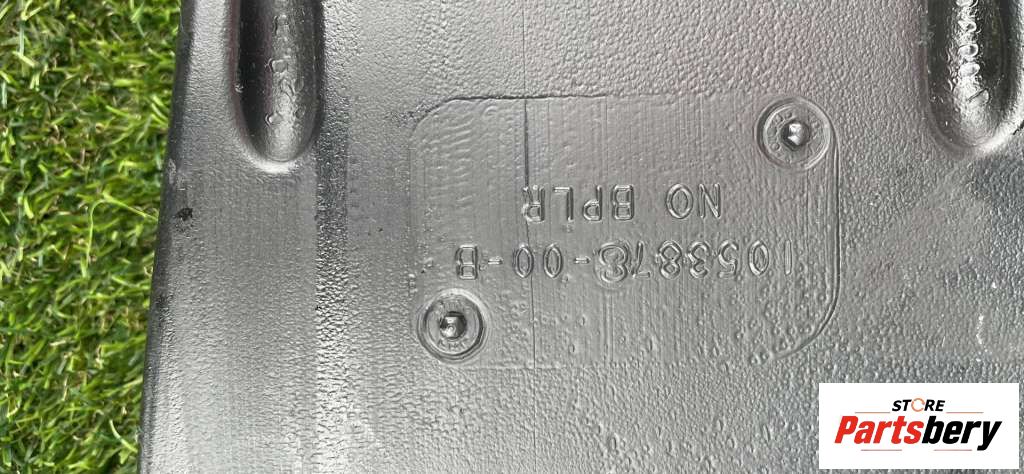 1053878-00-B
NO BPLR
STORE
Partsbery